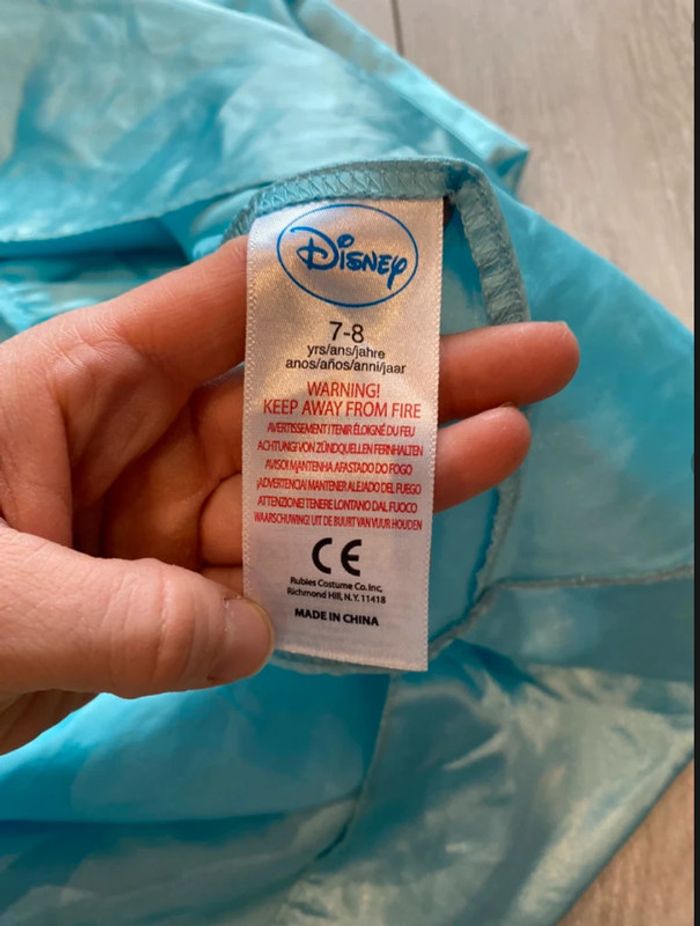 Disney
7-8
yrs/ans/jahre
anos/años/anni/jaar
WARNING!
KEEP AWAY FROM FIRE
AVERTISSEMENT! TENIR ÉLOIGNÉ DU FEU
ACHTUNG! VON ZÜNDQUELLEN FERNHALTEN
AVISO! MANTENHA AFASTADO DO FOGO
¡ADVERTENCIA! MANTENER ALEJADO DEL FUEGO
ATTENZIONE! TENERE LONTANO DAL FUOCO
WAARSCHUWING! UIT DE BUURT VAN VUUR HOUDEN
CE
Rubies Costume Co. Inc,
Richmond Hill, N.Y. 11418
MADE IN CHINA